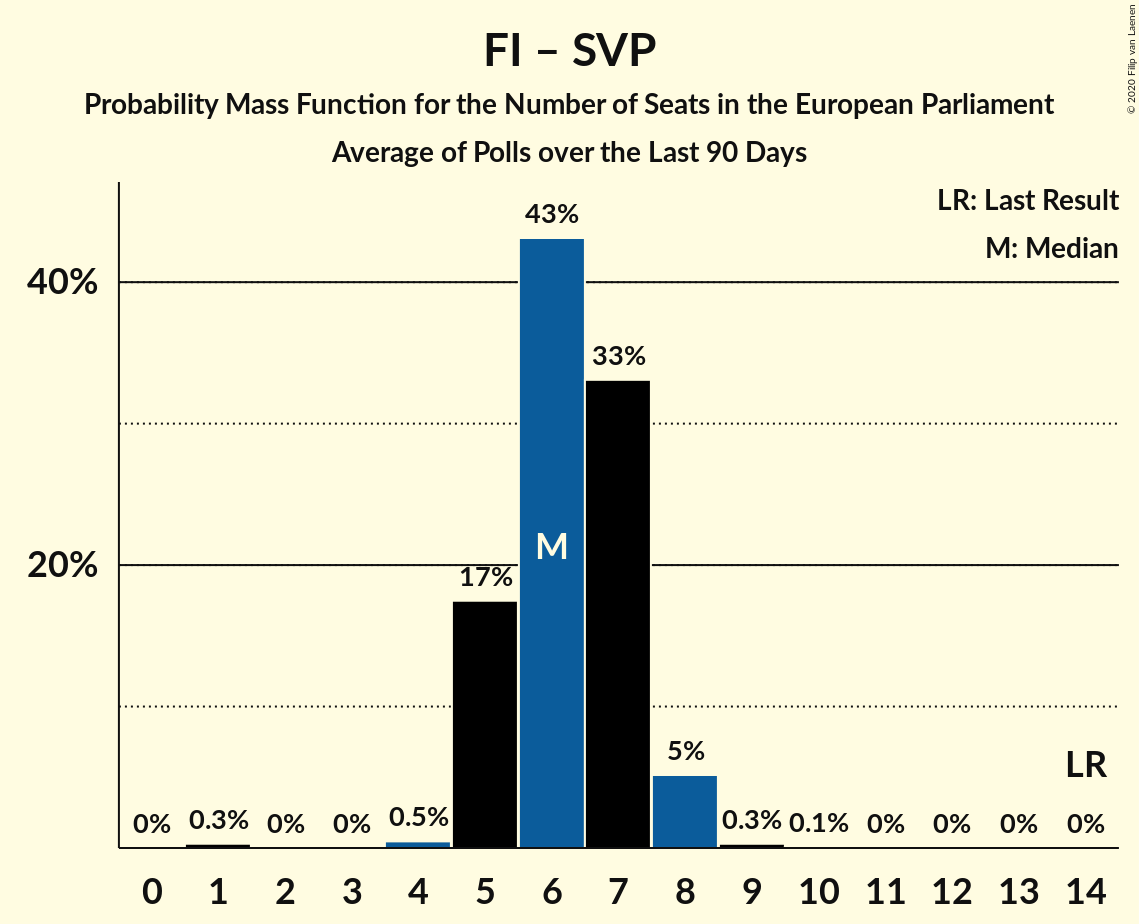 FI – SVP
Probability Mass Function for the Number of Seats in the European Parliament
Average of Polls over the Last 90 Days
© 2020 Filip van Laenen
LR: Last Result
M: Median
43%
40%
33%
M
20%
17%
5%
LR
0% 0.3% 0% 0% 0.5% 0.3% 0.1% 0% 0% 0% 0%
0 1 2 3 4 5 6 7 8 9 10 11 12 13 14